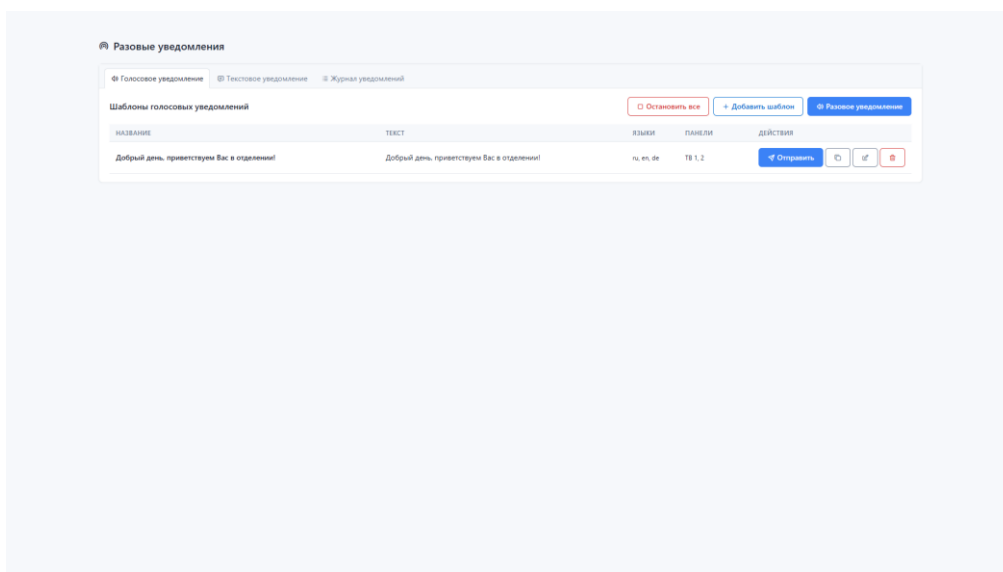 Разовые уведомления
Голосовое уведомление Текстовое уведомление Журнал уведомлений
Шаблоны голосовых уведомлений Остановить все + Добавить шаблон Разовое уведомление
НАЗВАНИЕ ТЕКСТ ЯЗЫКИ ПАНЕЛИ ДЕЙСТВИЯ
Добрый день, приветствуем Вас в отделении! Добрый день, приветствуем Вас в отделении! ru, en, de ТВ 1, 2 Отправить